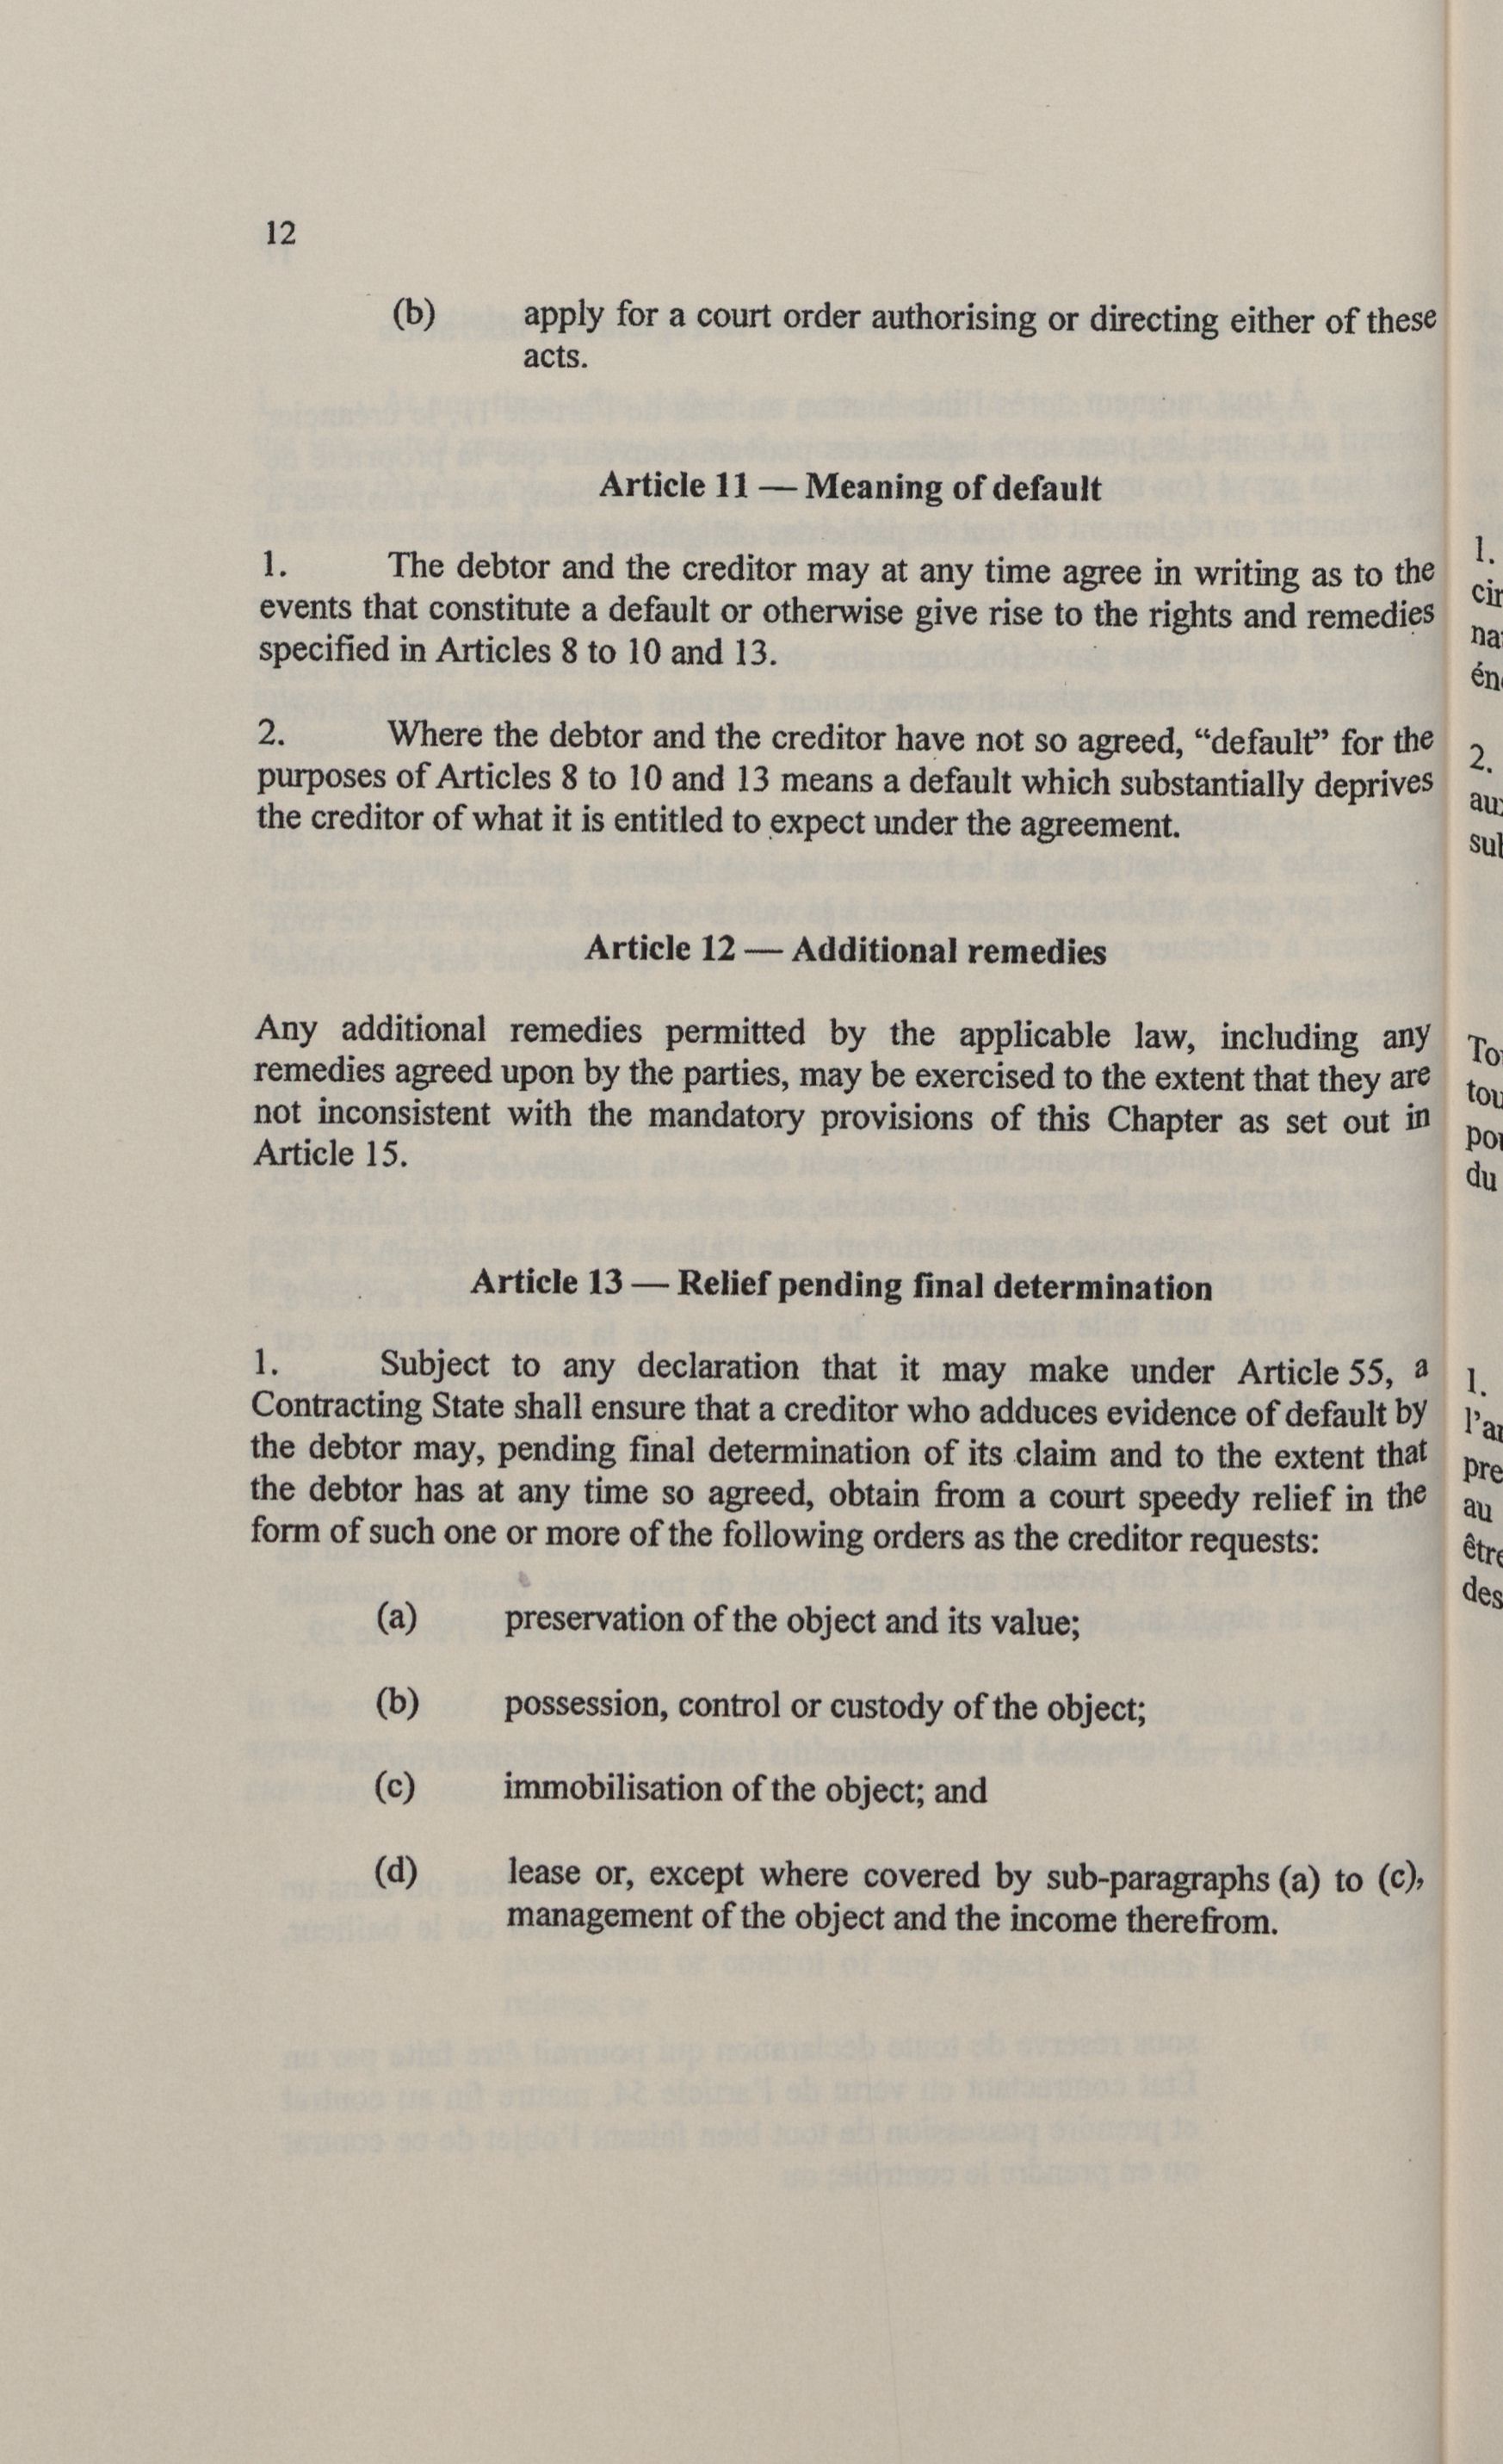 12
(b) apply for a court order authorising or directing either of these
acts.
Article 11 — Meaning of default
1. The debtor and the creditor may at any time agree in writing as to the
events that constitute a default or otherwise give rise to the rights and remedies
specified in Articles 8 to 10 and 13.
2. Where the debtor and the creditor have not so agreed, “default” for the
purposes of Articles 8 to 10 and 13 means a default which substantially deprives
the creditor of what it is entitled to expect under the agreement.
Article 12 — Additional remedies
Any additional remedies permitted by the applicable law, including any
remedies agreed upon by the parties, may be exercised to the extent that they are
not inconsistent with the mandatory provisions of this Chapter as set out in
Article 15.
Article 13 — Relief pending final determination
1. Subject to any declaration that it may make under Article 55, a
Contracting State shall ensure that a creditor who adduces evidence of default by
the debtor may, pending final determination of its claim and to the extent that
the debtor has at any time so agreed, obtain from a court speedy relief in the
form of such one or more of the following orders as the creditor requests:
(a) preservation of the object and its value;
(b) possession, control or custody of the object;
(c) immobilisation of the object; and
(d) lease or, except where covered by sub-paragraphs (a) to (c),
management of the object and the income therefrom.
1.
2.
du
1.
au
des